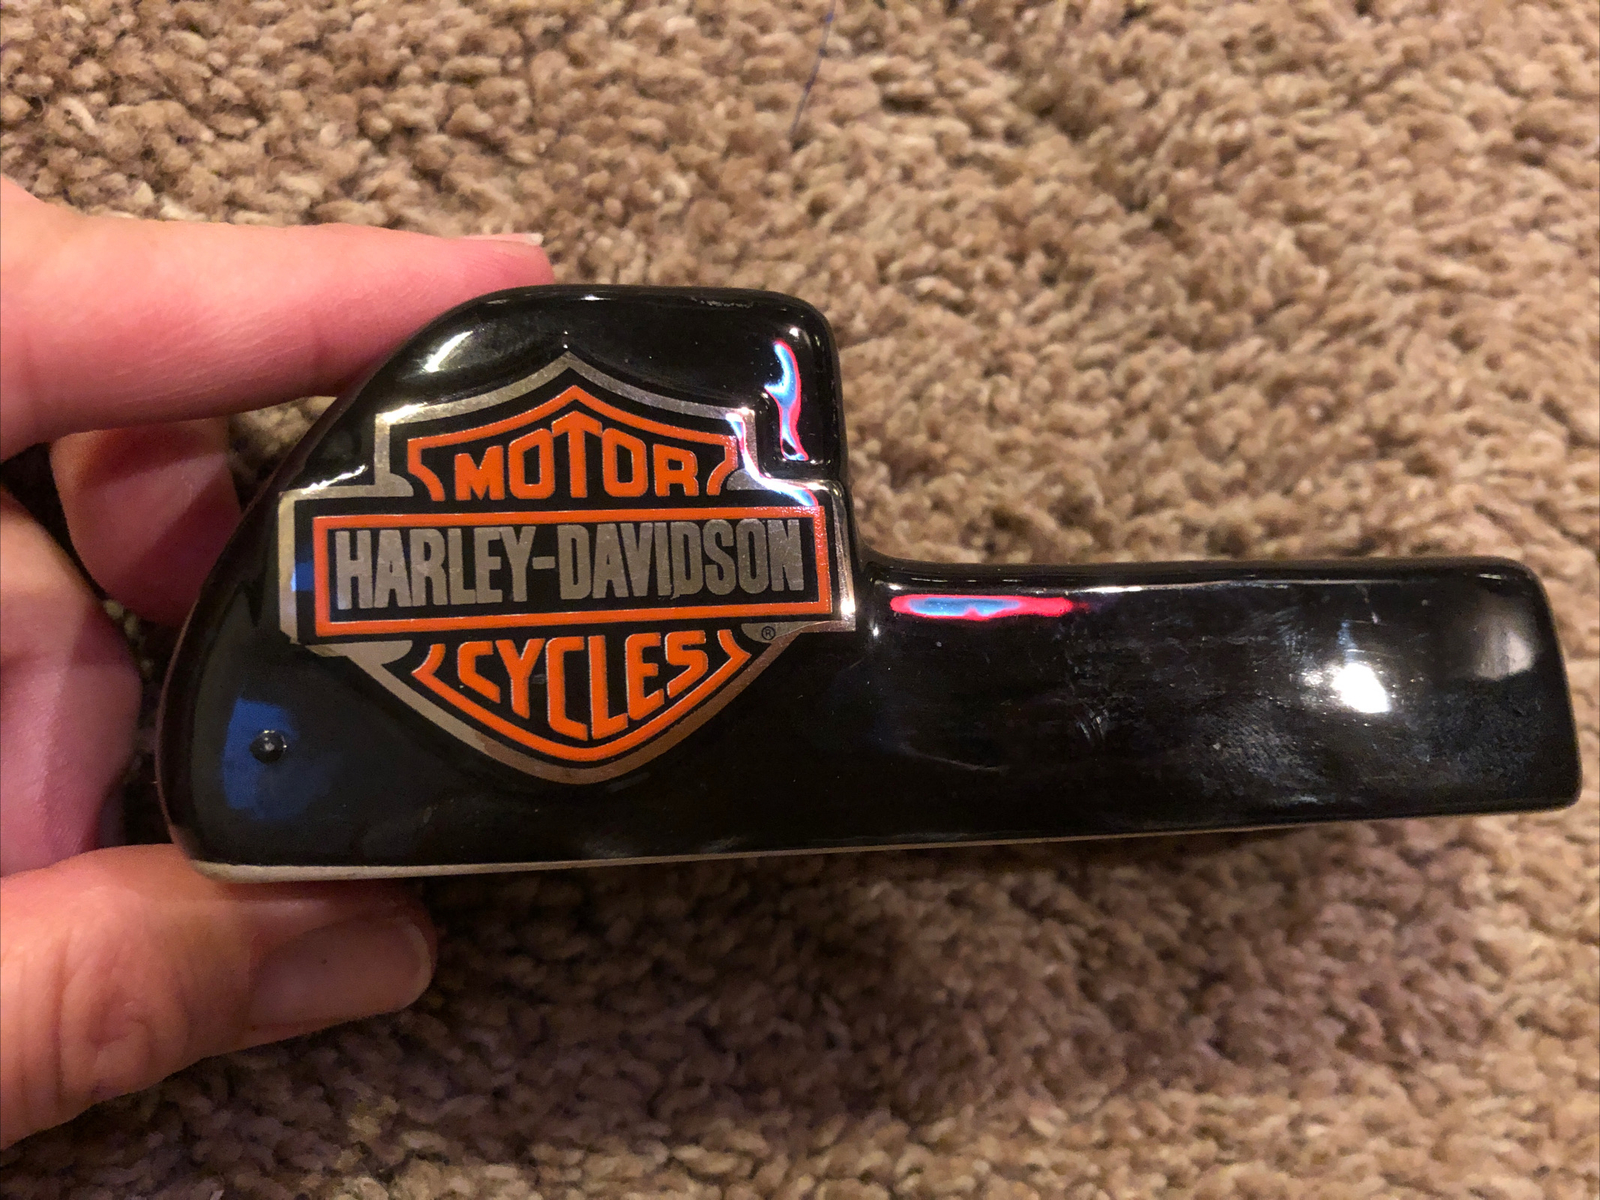 MOTOR
HARLEY-DAVIDSON
®
CYCLES